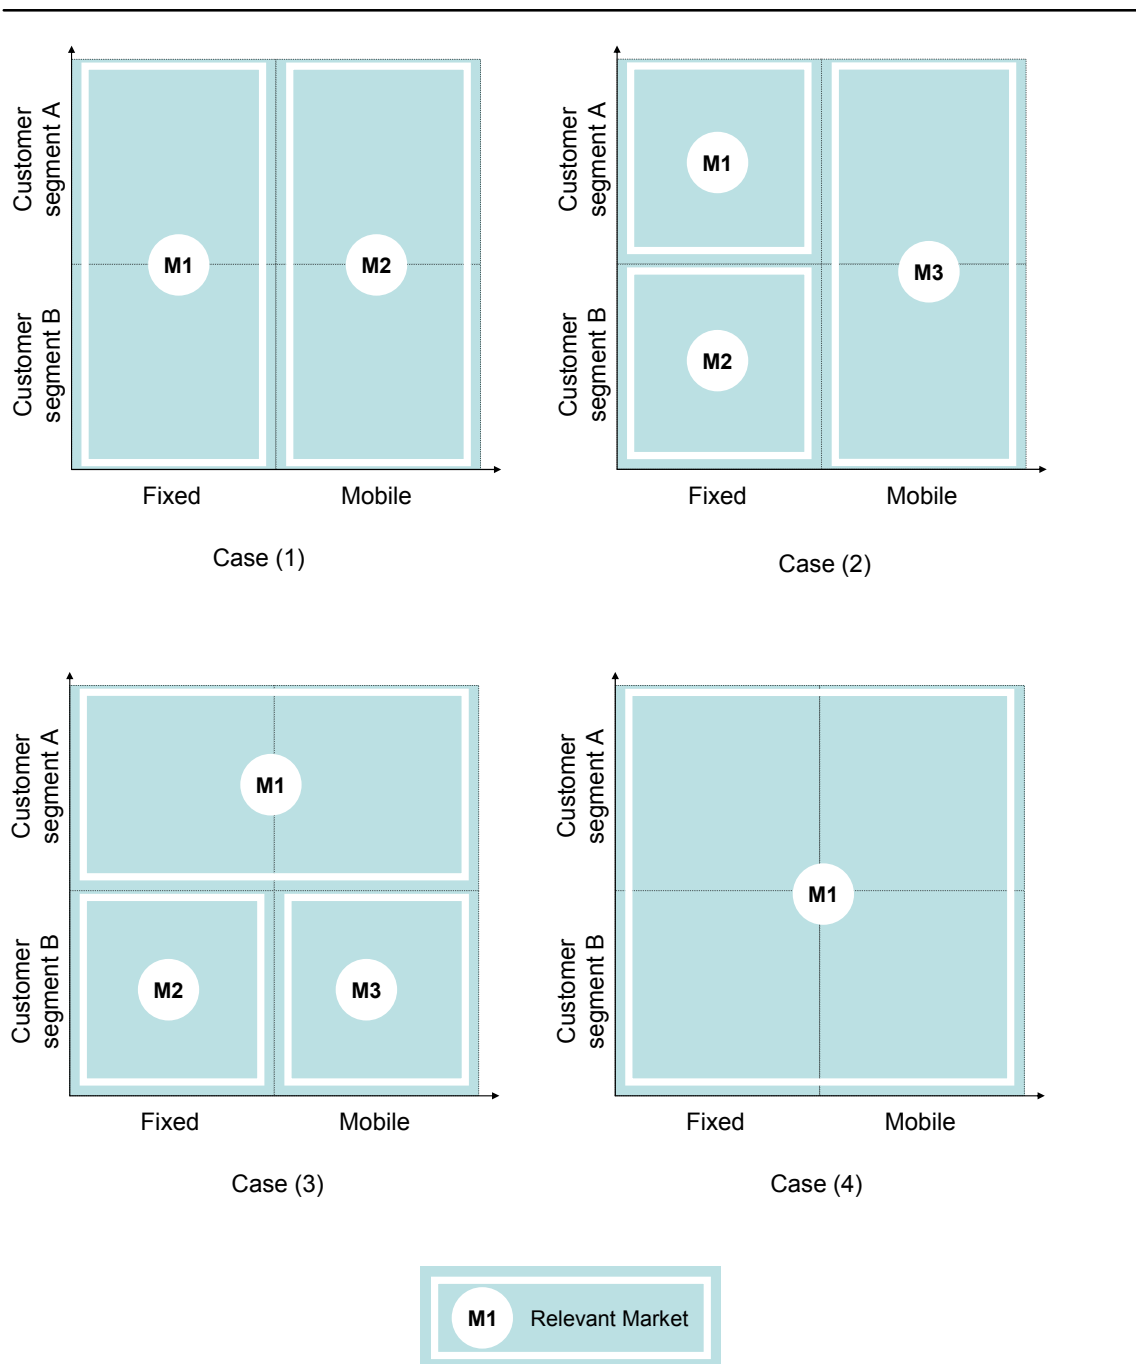 Customer
segment A
Customer
segment B
M1
M2
Fixed
Mobile
Case (1)
Customer
segment A
Customer
segment B
M1
M2
M3
Fixed
Mobile
Case (2)
Customer
segment A
Customer
segment B
M1
M2
M3
Fixed
Mobile
Case (3)
Customer
segment A
Customer
segment B
M1
Fixed
Mobile
Case (4)
M1 Relevant Market